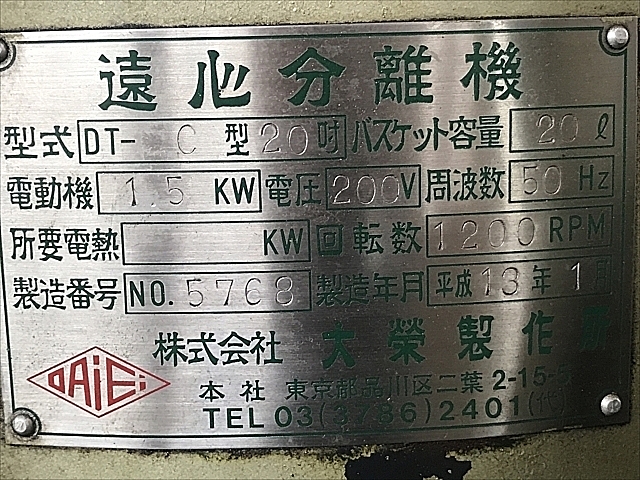 遠心分離機
型式 DT- C 型 20吋 バスケット容量 20 ℓ
電動機 1.5 KW 電圧 200V 周波数 50 Hz
所要電熱 KW 回転数 1200 RPM
製造番号 NO. 5768 製造年月 平成 13 年 1月
株式会社 大榮製作所
DAiEi
本社 東京都品川区二葉 2-15-
TEL 03(3786)2401(代)